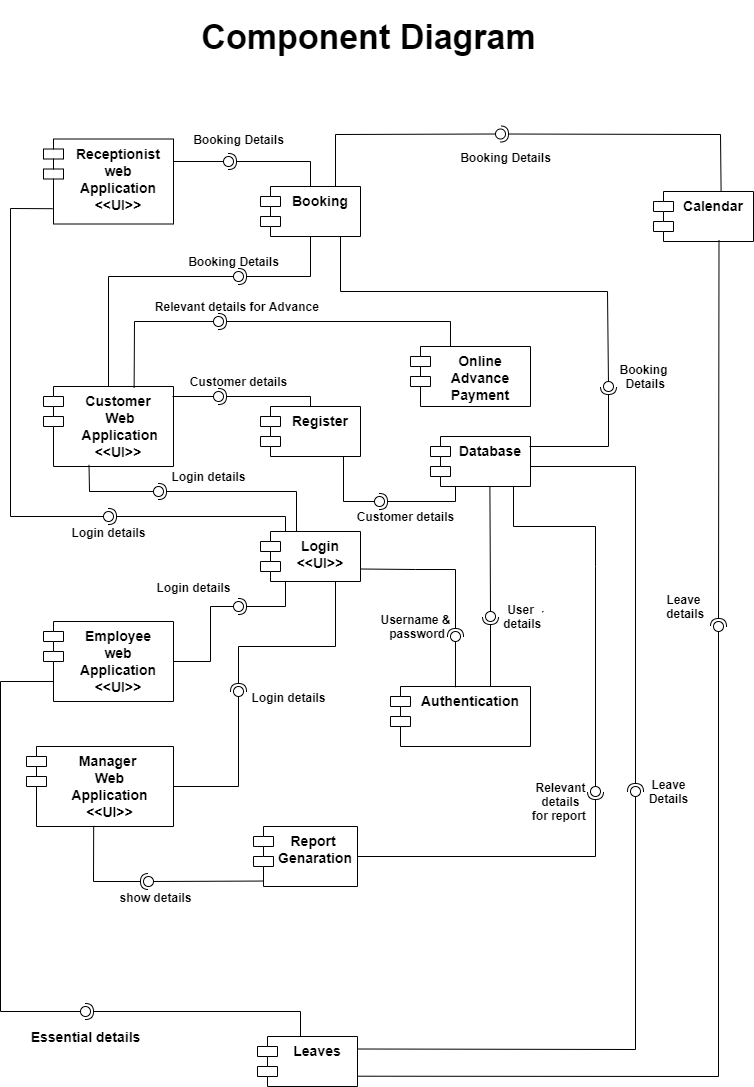 Component Diagram
Booking Details
Booking Details
Receptionist
web
Application
<<UI>>
Booking
Calendar
Booking Details
Relevant details for Advance
Online
Advance
Payment
Booking
Details
Customer details
Customer
Web
Application
<<UI>>
Register
Database
Login details
Customer details
Login details
Login
<<UI>>
Login details
Username &
password
User
details
Leave
details
Employee
web
Application
<<UI>>
Login details
Authentication
Manager
Web
Application
<<UI>>
Relevant
details
for report
Leave
Details
Report
Genaration
show details
Essential details
Leaves